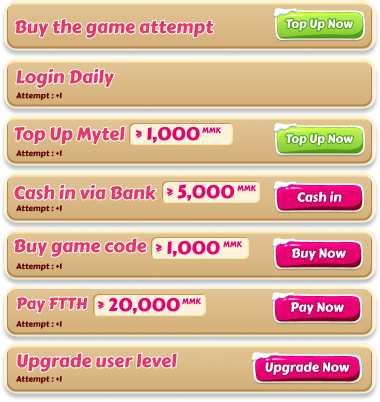 Buy the game attempt Top Up Now
Login Daily
Attempt : +1
Top Up Mytel ≥ 1,000 MMK Top Up Now
Attempt : +1
Cash in via Bank ≥ 5,000 MMK Cash in
Attempt : +1
Buy game code ≥ 1,000 MMK Buy Now
Attempt : +1
Pay FTTH ≥ 20,000 MMK Pay Now
Attempt : +1
Upgrade user level Upgrade Now
Attempt : +1